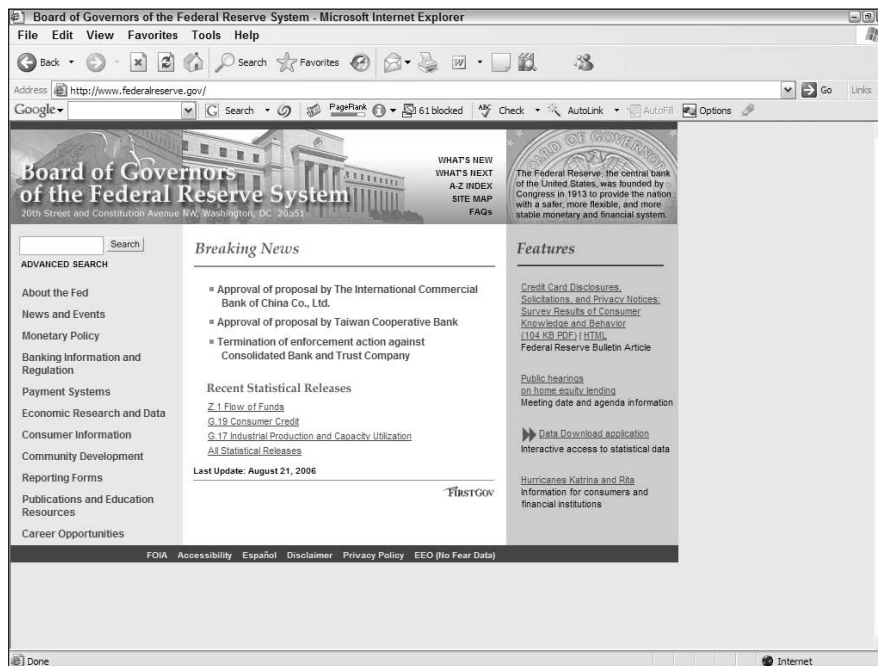 Board of Governors of the Federal Reserve System - Microsoft Internet Explorer
File Edit View Favorites Tools Help
Back Search Favorites
Address http://www.federalreserve.gov/ Go Links
Google Search PageRank 61 blocked ABC Check AutoLink AutoFill Options
Board of Governors
of the Federal Reserve System
20th Street and Constitution Avenue NW, Washington, DC 20551
WHAT'S NEW
WHAT'S NEXT
A-Z INDEX
SITE MAP
FAQs
The Federal Reserve, the central bank
of the United States, was founded by
Congress in 1913 to provide the nation
with a safer, more flexible, and more
stable monetary and financial system.
Search
ADVANCED SEARCH
About the Fed
News and Events
Monetary Policy
Banking Information and
Regulation
Payment Systems
Economic Research and Data
Consumer Information
Community Development
Reporting Forms
Publications and Education
Resources
Career Opportunities
Breaking News
Approval of proposal by The International Commercial
Bank of China Co., Ltd.
Approval of proposal by Taiwan Cooperative Bank
Termination of enforcement action against
Consolidated Bank and Trust Company
Recent Statistical Releases
Z.1 Flow of Funds
G.19 Consumer Credit
G.17 Industrial Production and Capacity Utilization
All Statistical Releases
Last Update: August 21, 2006
FIRSTGOV
Features
Credit Card Disclosures,
Solicitations, and Privacy Notices:
Survey Results of Consumer
Knowledge and Behavior
(104 KB PDF) | HTML
Federal Reserve Bulletin Article
Public hearings
on home equity lending
Meeting date and agenda information
Data Download application
Interactive access to statistical data
Hurricanes Katrina and Rita
Information for consumers and
financial institutions
FOIA Accessibility Español Disclaimer Privacy Policy EEO (No Fear Data)
Done Internet